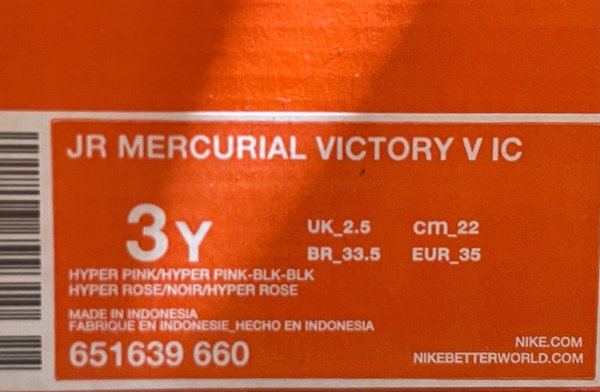 JR MERCURIAL VICTORY V IC
3Y
UK_2.5 cm_22
BR_33.5 EUR_35
HYPER PINK/HYPER PINK-BLK-BLK
HYPER ROSE/NOIR/HYPER ROSE
MADE IN INDONESIA
FABRIQUE EN INDONESIE_HECHO EN INDONESIA
651639 660
NIKE.COM
NIKEBETTERWORLD.COM